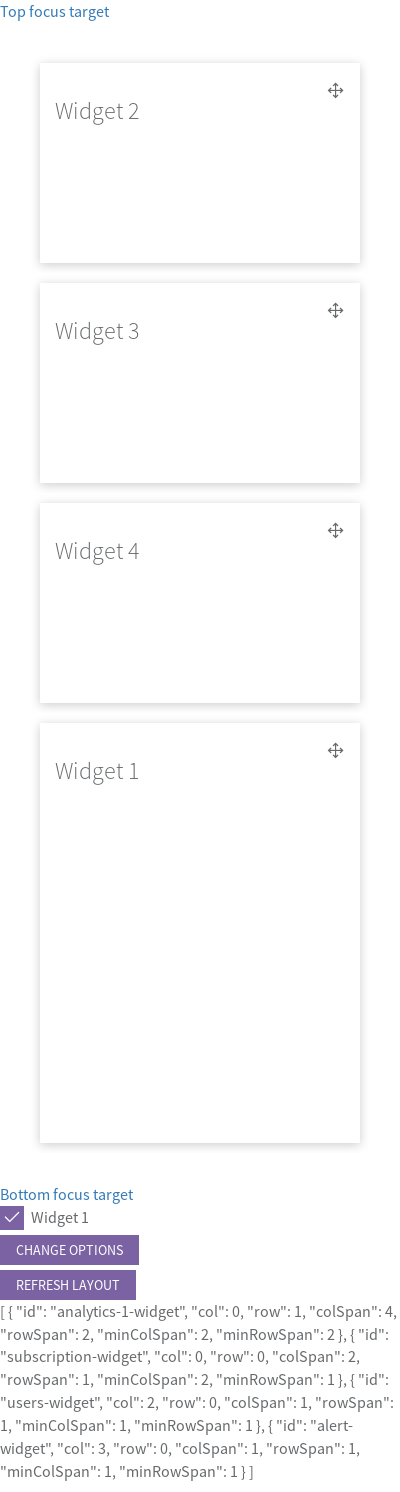 Top focus target
Widget 2
Widget 3
Widget 4
Widget 1
Bottom focus target
Widget 1
CHANGE OPTIONS
REFRESH LAYOUT
[ { "id": "analytics-1-widget", "col": 0, "row": 1, "colSpan": 4,
"rowSpan": 2, "minColSpan": 2, "minRowSpan": 2 }, { "id":
"subscription-widget", "col": 0, "row": 0, "colSpan": 2,
"rowSpan": 1, "minColSpan": 2, "minRowSpan": 1 }, { "id":
"users-widget", "col": 2, "row": 0, "colSpan": 1, "rowSpan":
1, "minColSpan": 1, "minRowSpan": 1 }, { "id": "alert-
widget", "col": 3, "row": 0, "colSpan": 1, "rowSpan": 1,
"minColSpan": 1, "minRowSpan": 1 } ]